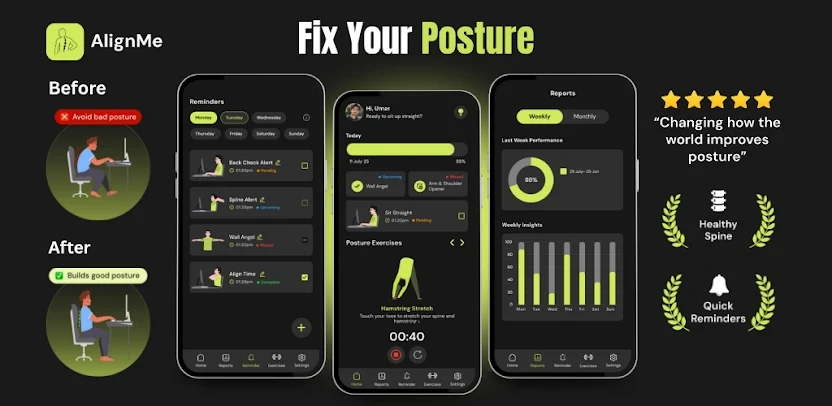 AlignMe
Fix Your Posture
Before
Avoid bad posture
After
Builds good posture
Reminders
Monday
Tuesday
Wednesday
Thursday
Friday
Saturday
Sunday
Back Check Alert
01:20pm
Pending
Spine Alert
01:20pm
Upcoming
Wall Angel
01:20pm
Missed
Align Time
01:20pm
Complete
Home
Reports
Reminder
Exercises
Settings
Hi, Umar
Ready to sit up straight?
Today
11 July 25
88%
Upcoming
Wall Angel
Missed
Arm & Shoulder
Opener
Sit Straight
01:20pm
Pending
Posture Exercises
Hamstring Stretch
Touch your toes to stretch your spine and
hamstring
00:40
Home
Reports
Reminder
Exercises
Settings
Reports
Weekly
Monthly
Last Week Performance
88%
Weekly Insights
100
80
60
40
20
0
Mon
Tue
Wed
Thu
Fri
Sat
Sun
Home
Reports
Reminder
Exercises
Settings
“Changing how the
world improves
posture”
Healthy
Spine
Quick
Reminders